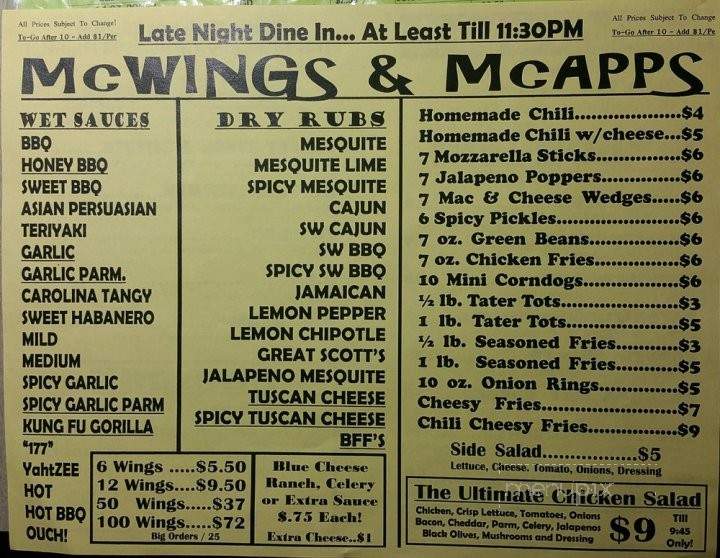 All Prices Subject To Change!
To-Go After 10 - Add $1/Per
Late Night Dine In... At Least Till 11:30PM
All Prices Subject To Change
To-Go After 10 - Add $1/Pe
McWINGS & McAPPS
WET SAUCES
BBQ
HONEY BBQ
SWEET BBQ
ASIAN PERSUASIAN
TERIYAKI
GARLIC
GARLIC PARM.
CAROLINA TANGY
SWEET HABANERO
MILD
MEDIUM
SPICY GARLIC
SPICY GARLIC PARM
KUNG FU GORILLA
"177"
YahtZEE
HOT
HOT BBQ
OUCH!
DRY RUBS
MESQUITE
MESQUITE LIME
SPICY MESQUITE
CAJUN
SW CAJUN
SW BBQ
SPICY SW BBQ
JAMAICAN
LEMON PEPPER
LEMON CHIPOTLE
GREAT SCOTT'S
JALAPENO MESQUITE
TUSCAN CHEESE
SPICY TUSCAN CHEESE
BFF'S
6 Wings .....$5.50
12 Wings....$9.50
50 Wings.....$37
100 Wings.....$72
Big Orders / 25
Blue Cheese
Ranch, Celery
or Extra Sauce
$.75 Each!
Extra Cheese..$1
Homemade Chili.....................$4
Homemade Chili w/cheese...$5
7 Mozzarella Sticks................$6
7 Jalapeno Poppers................$6
7 Mac & Cheese Wedges.....$6
6 Spicy Pickles.......................$6
7 oz. Green Beans.................$6
7 oz. Chicken Fries................$6
10 Mini Corndogs..................$6
½ lb. Tater Tots.....................$3
1 lb. Tater Tots.....................$5
½ lb. Seasoned Fries............$3
1 lb. Seasoned Fries............$5
10 oz. Onion Rings................$5
Cheesy Fries..........................$7
Chili Cheesy Fries.................$9
Side Salad...................$5
Lettuce, Cheese, Tomato, Onions, Dressing
menupix
The Ultimate Chicken Salad
Chicken, Crisp Lettuce, Tomatoes, Onions
Bacon, Cheddar, Parm, Celery, Jalapenos
Black Olives, Mushrooms and Dressing
$9
Till
9:45
Only!